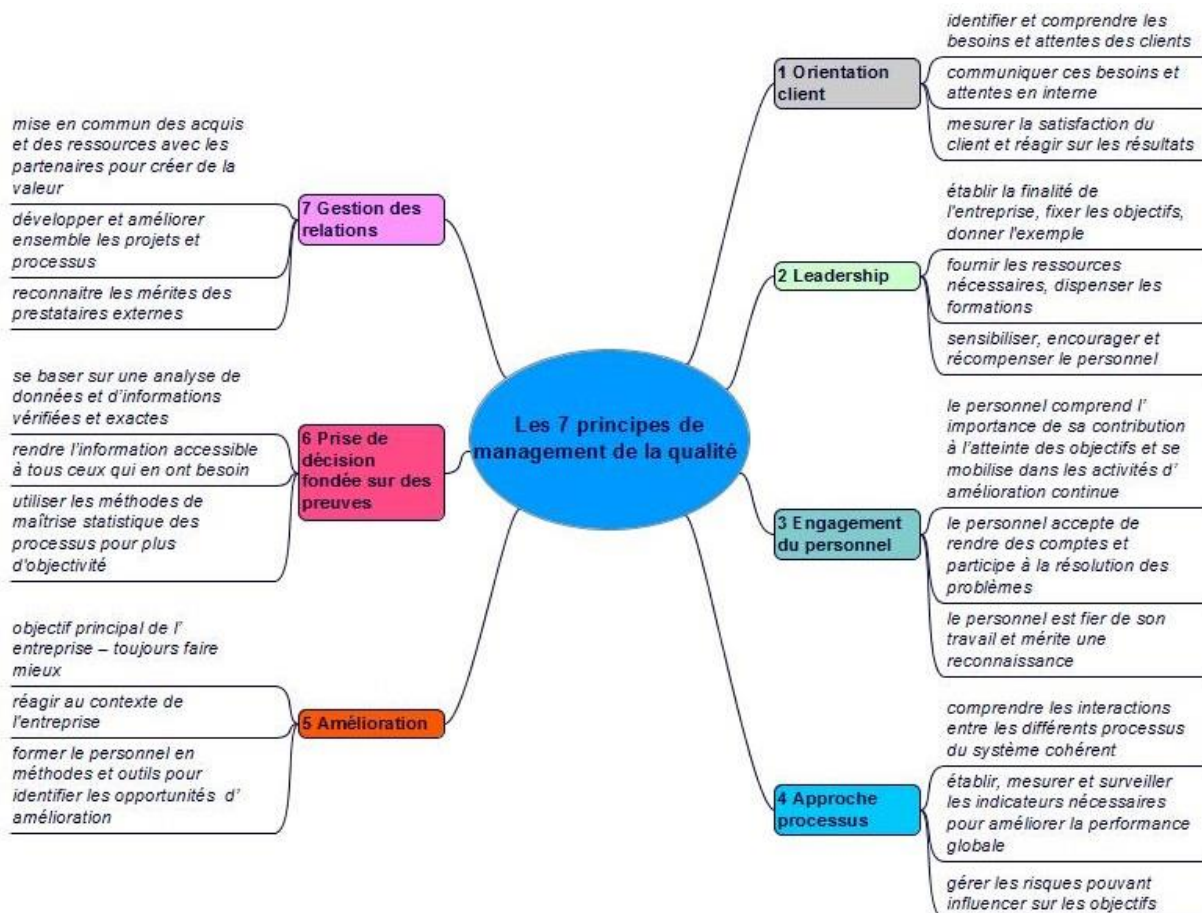 Les 7 principes de
management de la qualité
1 Orientation
client
identifier et comprendre les
besoins et attentes des clients
communiquer ces besoins et
attentes en interne
mesurer la satisfaction du
client et réagir sur les résultats
2 Leadership
établir la finalité de
l'entreprise, fixer les objectifs,
donner l'exemple
fournir les ressources
nécessaires, dispenser les
formations
sensibiliser, encourager et
récompenser le personnel
3 Engagement
du personnel
le personnel comprend l’
importance de sa contribution
à l’atteinte des objectifs et se
mobilise dans les activités d’
amélioration continue
le personnel accepte de
rendre des comptes et
participe à la résolution des
problèmes
le personnel est fier de son
travail et mérite une
reconnaissance
4 Approche
processus
comprendre les interactions
entre les différents processus
du système cohérent
établir, mesurer et surveiller
les indicateurs nécessaires
pour améliorer la performance
globale
gérer les risques pouvant
influencer sur les objectifs
5 Amélioration
objectif principal de l’
entreprise – toujours faire
mieux
réagir au contexte de
l'entreprise
former le personnel en
méthodes et outils pour
identifier les opportunités d’
amélioration
6 Prise de
décision
fondée sur des
preuves
se baser sur une analyse de
données et d’informations
vérifiées et exactes
rendre l’information accessible
à tous ceux qui en ont besoin
utiliser les méthodes de
maîtrise statistique des
processus pour plus
d'objectivité
7 Gestion des
relations
mise en commun des acquis
et des ressources avec les
partenaires pour créer de la
valeur
développer et améliorer
ensemble les projets et
processus
reconnaitre les mérites des
prestataires externes